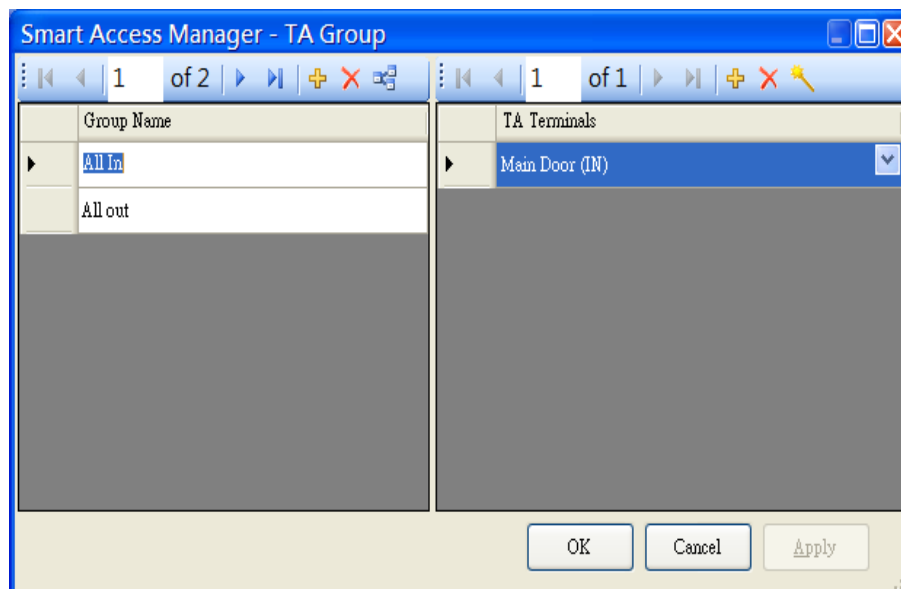 Smart Access Manager - TA Group
1 of 2
1 of 1
Group Name
TA Terminals
All In
Main Door (IN)
All out
OK
Cancel
Apply